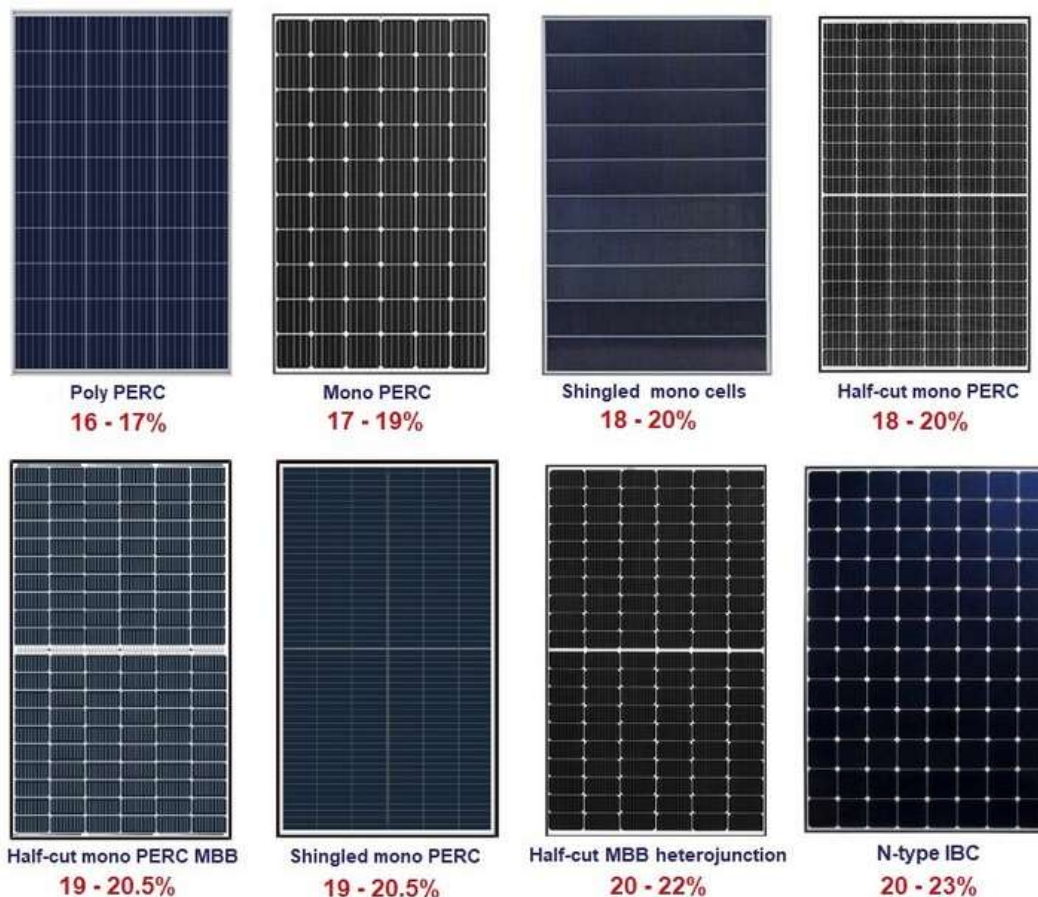 Poly PERC
16 - 17%
Mono PERC
17 - 19%
Shingled mono cells
18 - 20%
Half-cut mono PERC
18 - 20%
Half-cut mono PERC MBB
19 - 20.5%
Shingled mono PERC
19 - 20.5%
Half-cut MBB heterojunction
20 - 22%
N-type IBC
20 - 23%